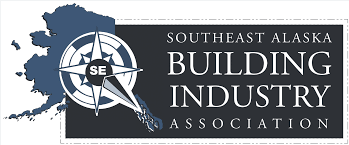 SE
SOUTHEAST ALASKA
BUILDING
INDUSTRY
ASSOCIATION